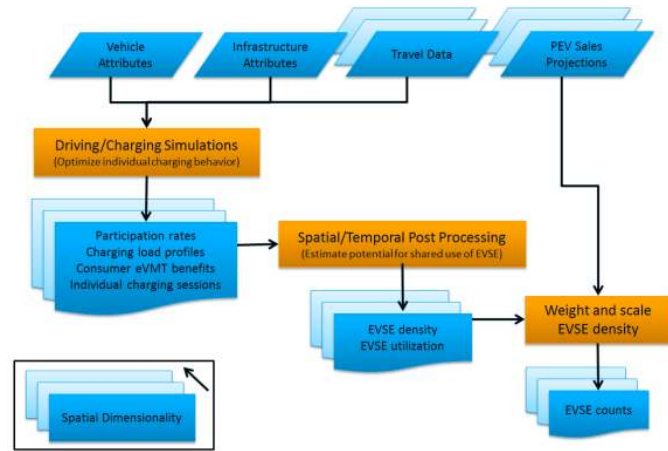 Vehicle
Attributes
Infrastructure
Attributes
Travel Data
PEV Sales
Projections
Driving/Charging Simulations
(Optimize individual charging behavior)
Participation rates
Charging load profiles
Consumer eVMT benefits
Individual charging sessions
Spatial/Temporal Post Processing
(Estimate potential for shared use of EVSE)
EVSE density
EVSE utilization
Weight and scale
EVSE density
EVSE counts
Spatial Dimensionality